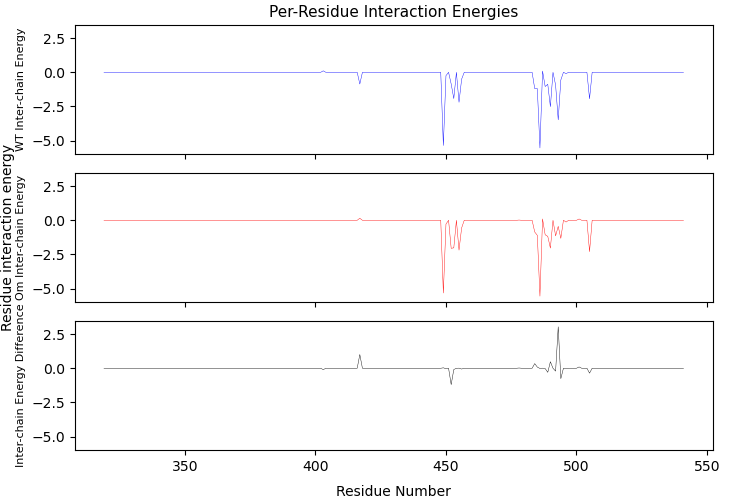 Per-Residue Interaction Energies
WT Inter-chain Energy
2.5
0.0
−2.5
−5.0
Residue interaction energy
Om Inter-chain Energy
2.5
0.0
−2.5
−5.0
Inter-chain Energy Difference
2.5
0.0
−2.5
−5.0
350
400
450
500
550
Residue Number